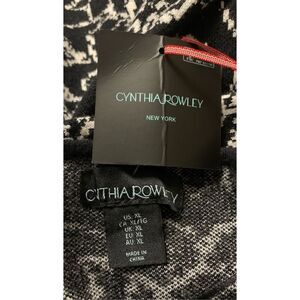 CYNTHIA ROWLEY
NEW YORK
CYNTHIA ROWLEY
US XL
CA XL/TG
UK XL
EU XL
AU XL
MADE IN
CHINA